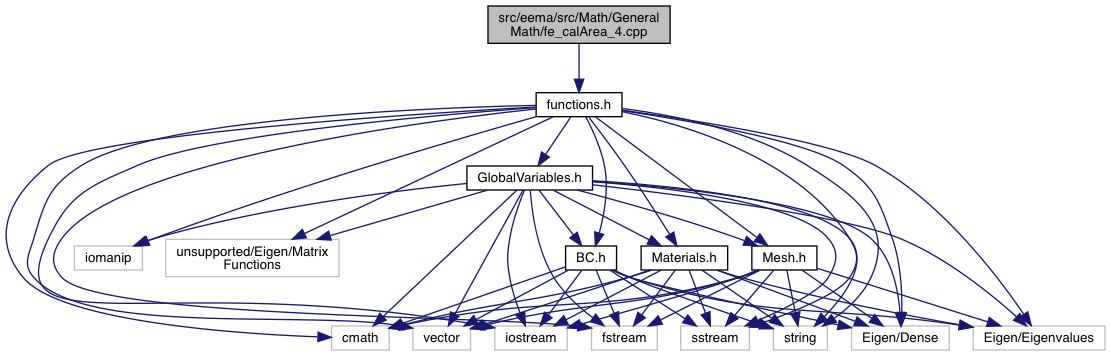 src/eema/src/Math/General
Math/fe_calArea_4.cpp
functions.h
GlobalVariables.h
iomanip
unsupported/Eigen/Matrix
Functions
BC.h
Materials.h
Mesh.h
cmath
vector
iostream
fstream
sstream
string
Eigen/Dense
Eigen/Eigenvalues